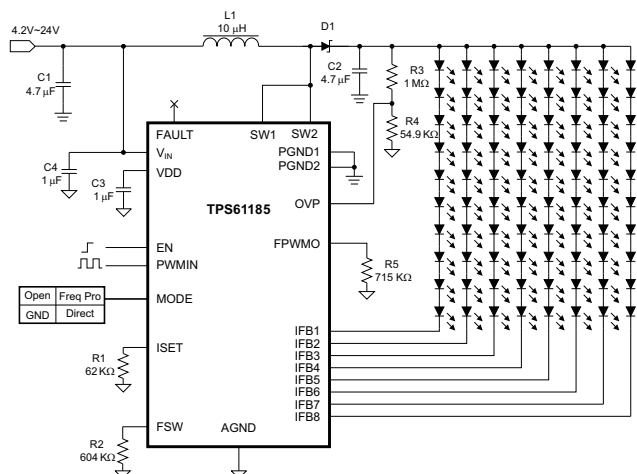 L1
10 µH
D1
4.2V~24V
C1
4.7 µF
C2
4.7 µF
R3
1 MΩ
R4
54.9 KΩ
FAULT
SW1
SW2
VIN
PGND1
PGND2
C4
1 µF
VDD
C3
1 µF
TPS61185
OVP
EN
FPWMO
PWMIN
R5
715 KΩ
Open Freq Pro
GND Direct
MODE
IFB1
IFB2
IFB3
IFB4
IFB5
IFB6
IFB7
IFB8
R1
62 KΩ
ISET
R2
604 KΩ
FSW
AGND